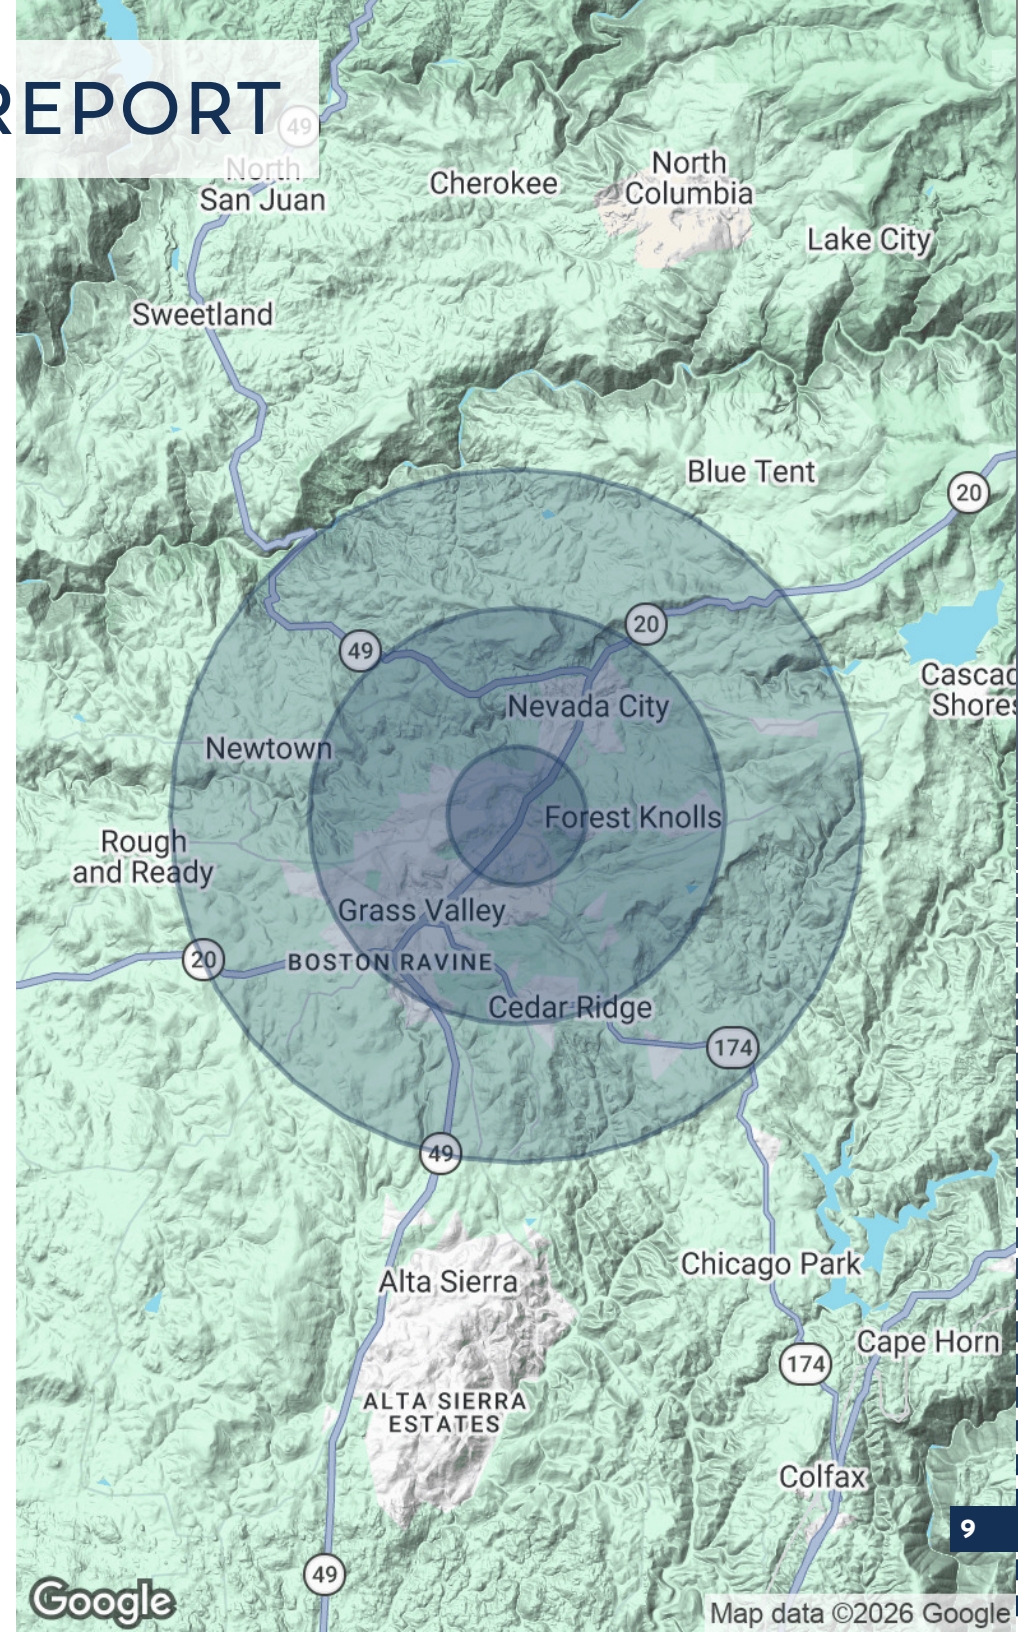 REPORT
49
North
San Juan
Cherokee
North
Columbia
Lake City
Sweetland
Blue Tent
20
20
49
Cascad
Shores
Nevada City
Newtown
Forest Knolls
Rough
and Ready
Grass Valley
20
BOSTON RAVINE
Cedar Ridge
174
49
Chicago Park
Alta Sierra
Cape Horn
174
ALTA SIERRA
ESTATES
Colfax
9
49
Google
Map data ©2026 Google